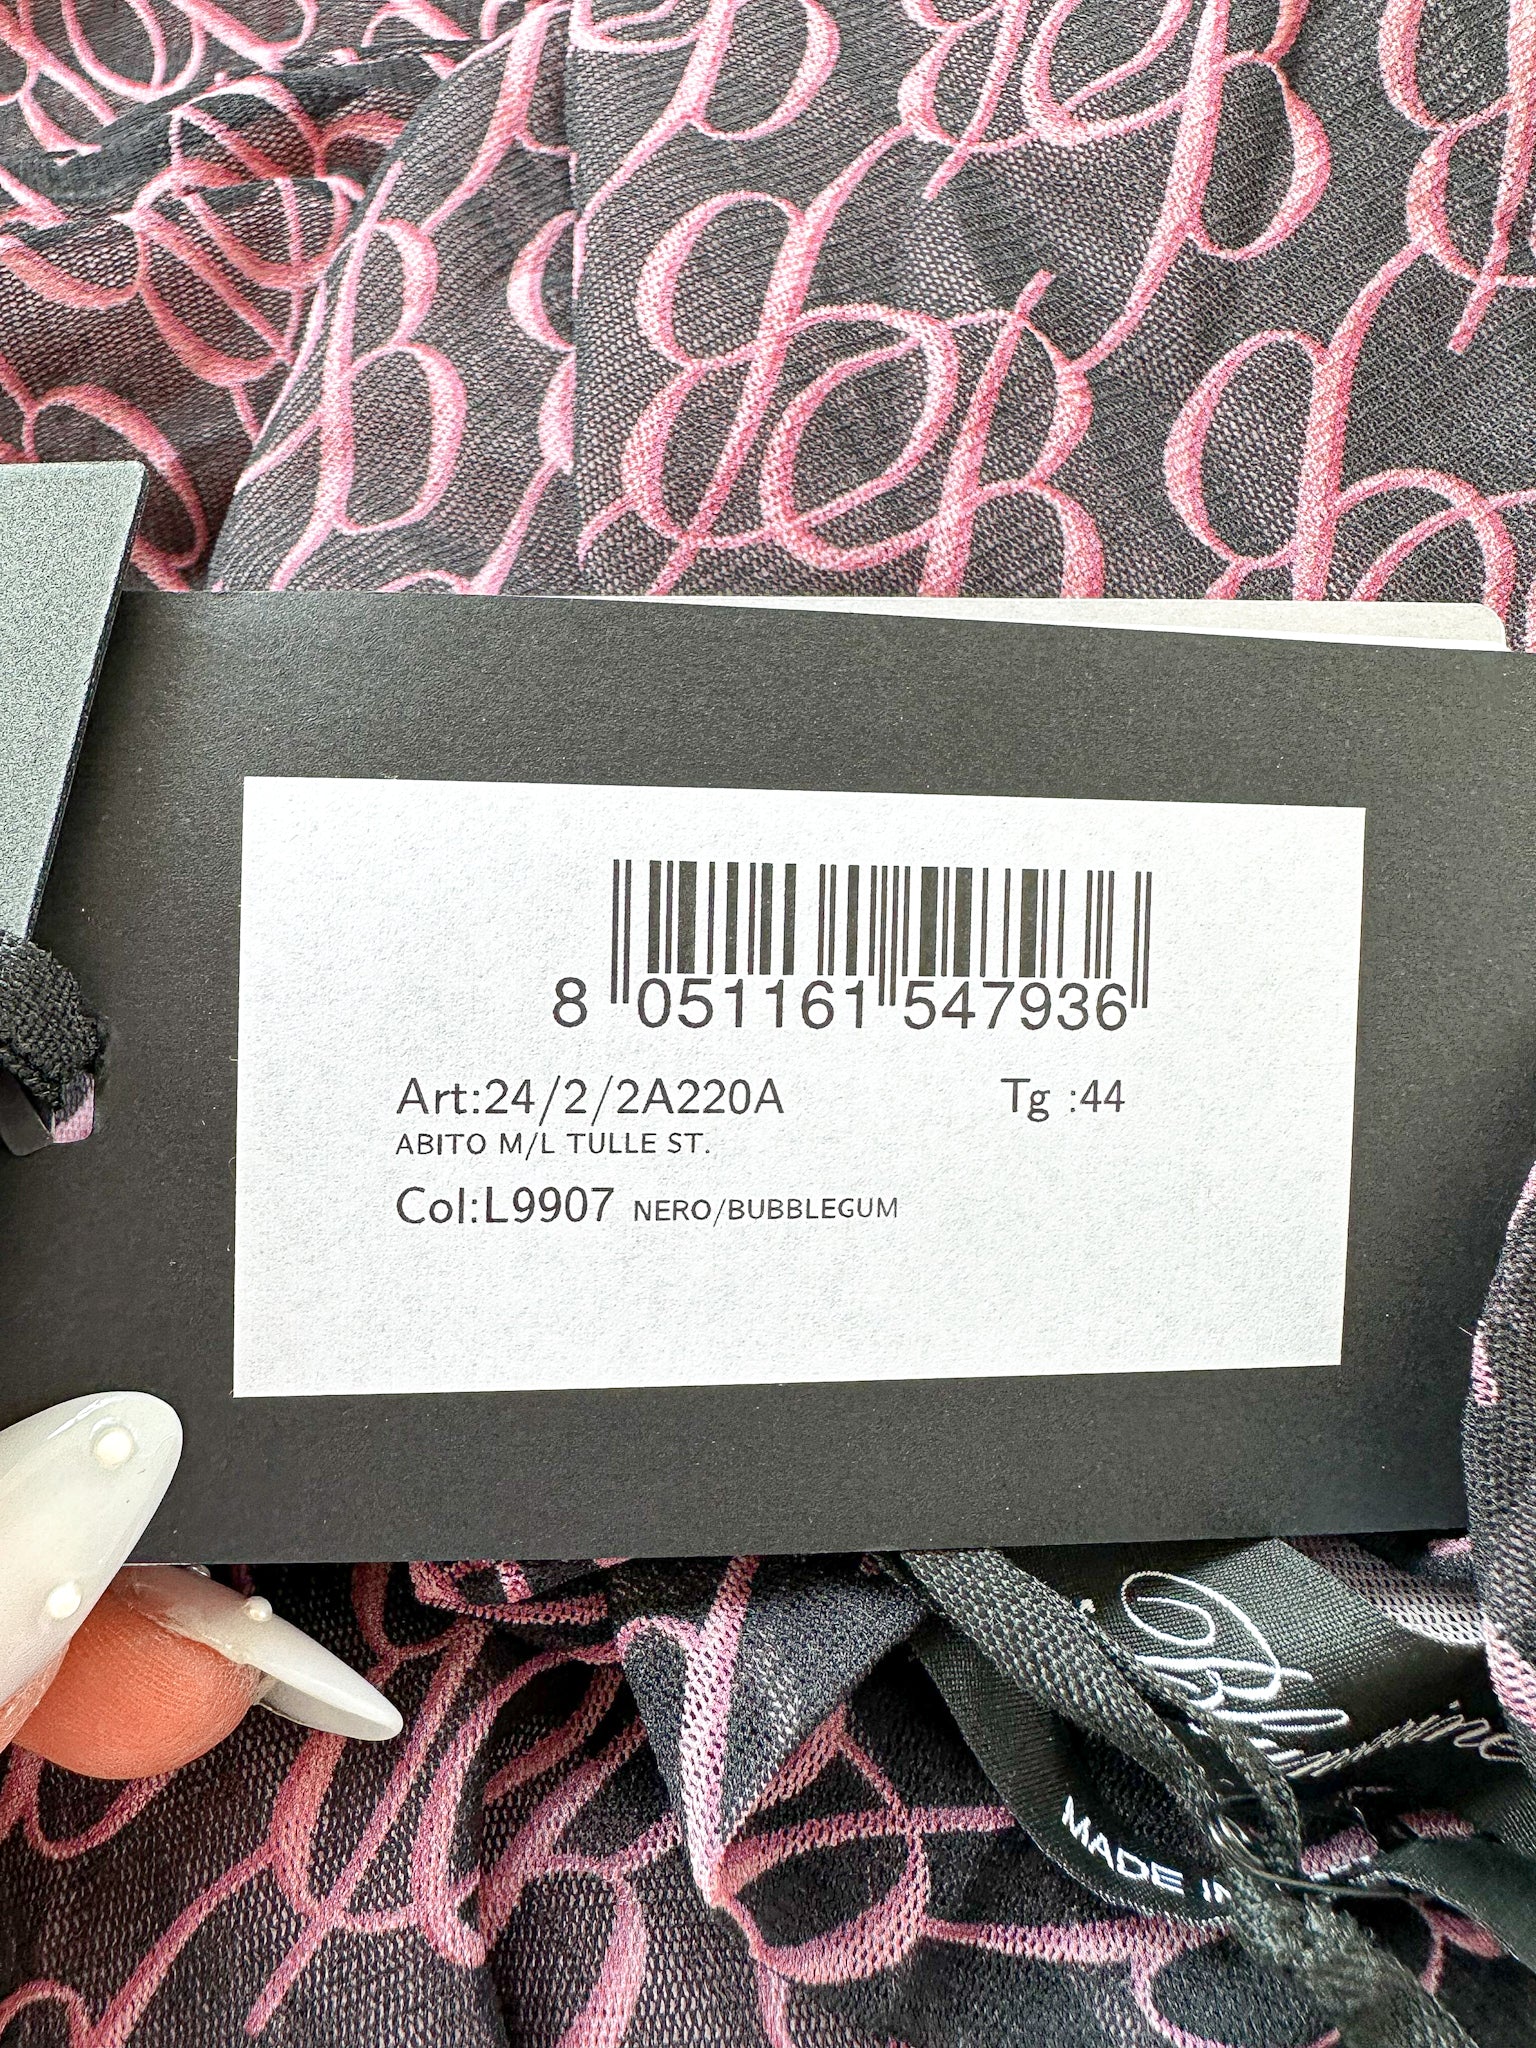 8 051161 547936
Art:24/2/2A220A Tg :44
ABITO M/L TULLE ST.
Col:L9907 NERO/BUBBLEGUM
MADE IN